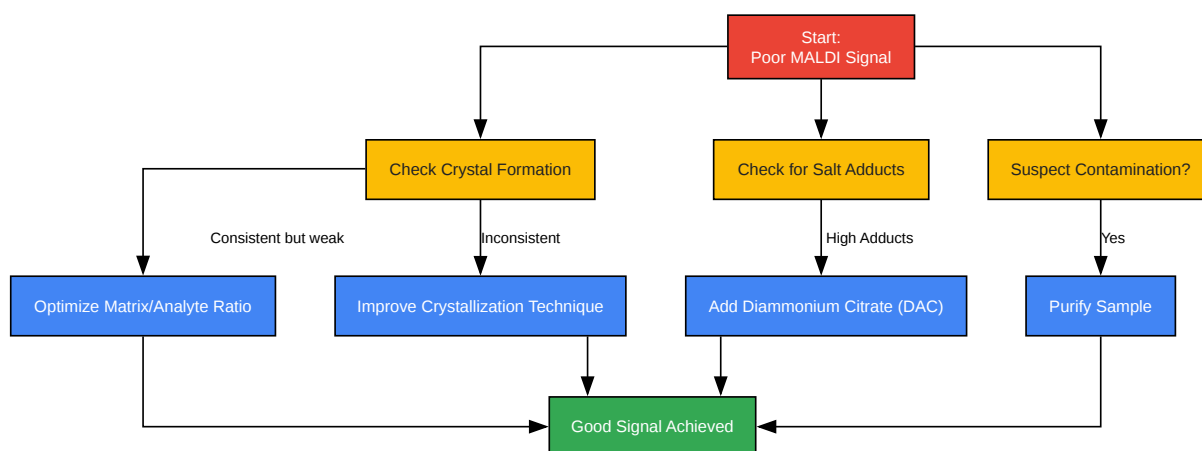 Start:
Poor MALDI Signal
Check Crystal Formation
Check for Salt Adducts
Suspect Contamination?
Consistent but weak
Inconsistent
High Adducts
Yes
Optimize Matrix/Analyte Ratio
Improve Crystallization Technique
Add Diammonium Citrate (DAC)
Purify Sample
Good Signal Achieved